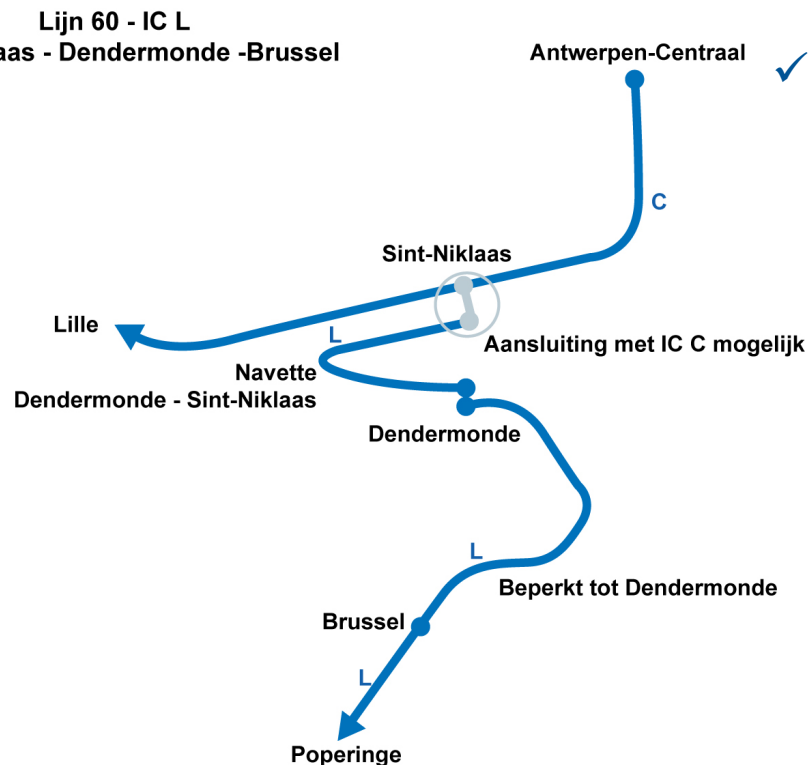 Lijn 60 - IC L
- Dendermonde -Brussel
Antwerpen-Centraal
C
Sint-Niklaas
Lille
L
Aansluiting met IC C mogelijk
Navette
Dendermonde - Sint-Niklaas
Dendermonde
L
Beperkt tot Dendermonde
Brussel
L
Poperinge